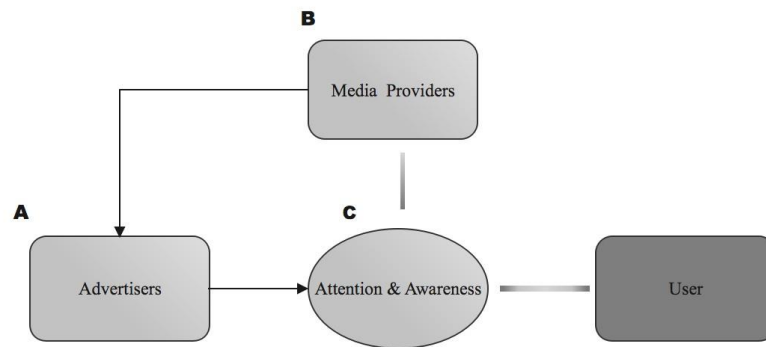 B
Media Providers
A
C
Advertisers
Attention & Awareness
User